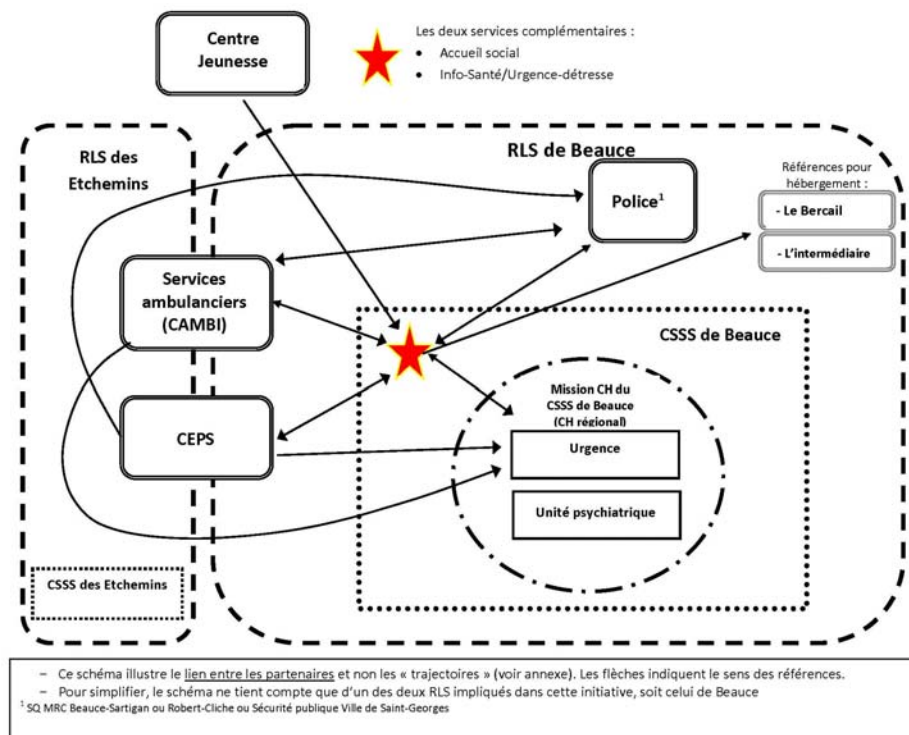 Centre
Jeunesse
Les deux services complémentaires :
• Accueil social
• Info-Santé/Urgence-détresse
RLS des
Etchemins
RLS de Beauce
Police¹
Références pour
hébergement :
- Le Bercail
- L'intermédiaire
Services
ambulanciers
(CAMBI)
CSSS de Beauce
Mission CH du
CSSS de Beauce
(CH régional)
CEPS
Urgence
Unité psychiatrique
CSSS des Etchemins
– Ce schéma illustre le lien entre les partenaires et non les « trajectoires » (voir annexe). Les flèches indiquent le sens des références.
– Pour simplifier, le schéma ne tient compte que d'un des deux RLS impliqués dans cette initiative, soit celui de Beauce
¹ SQ MRC Beauce-Sartigan ou Robert-Cliche ou Sécurité publique Ville de Saint-Georges